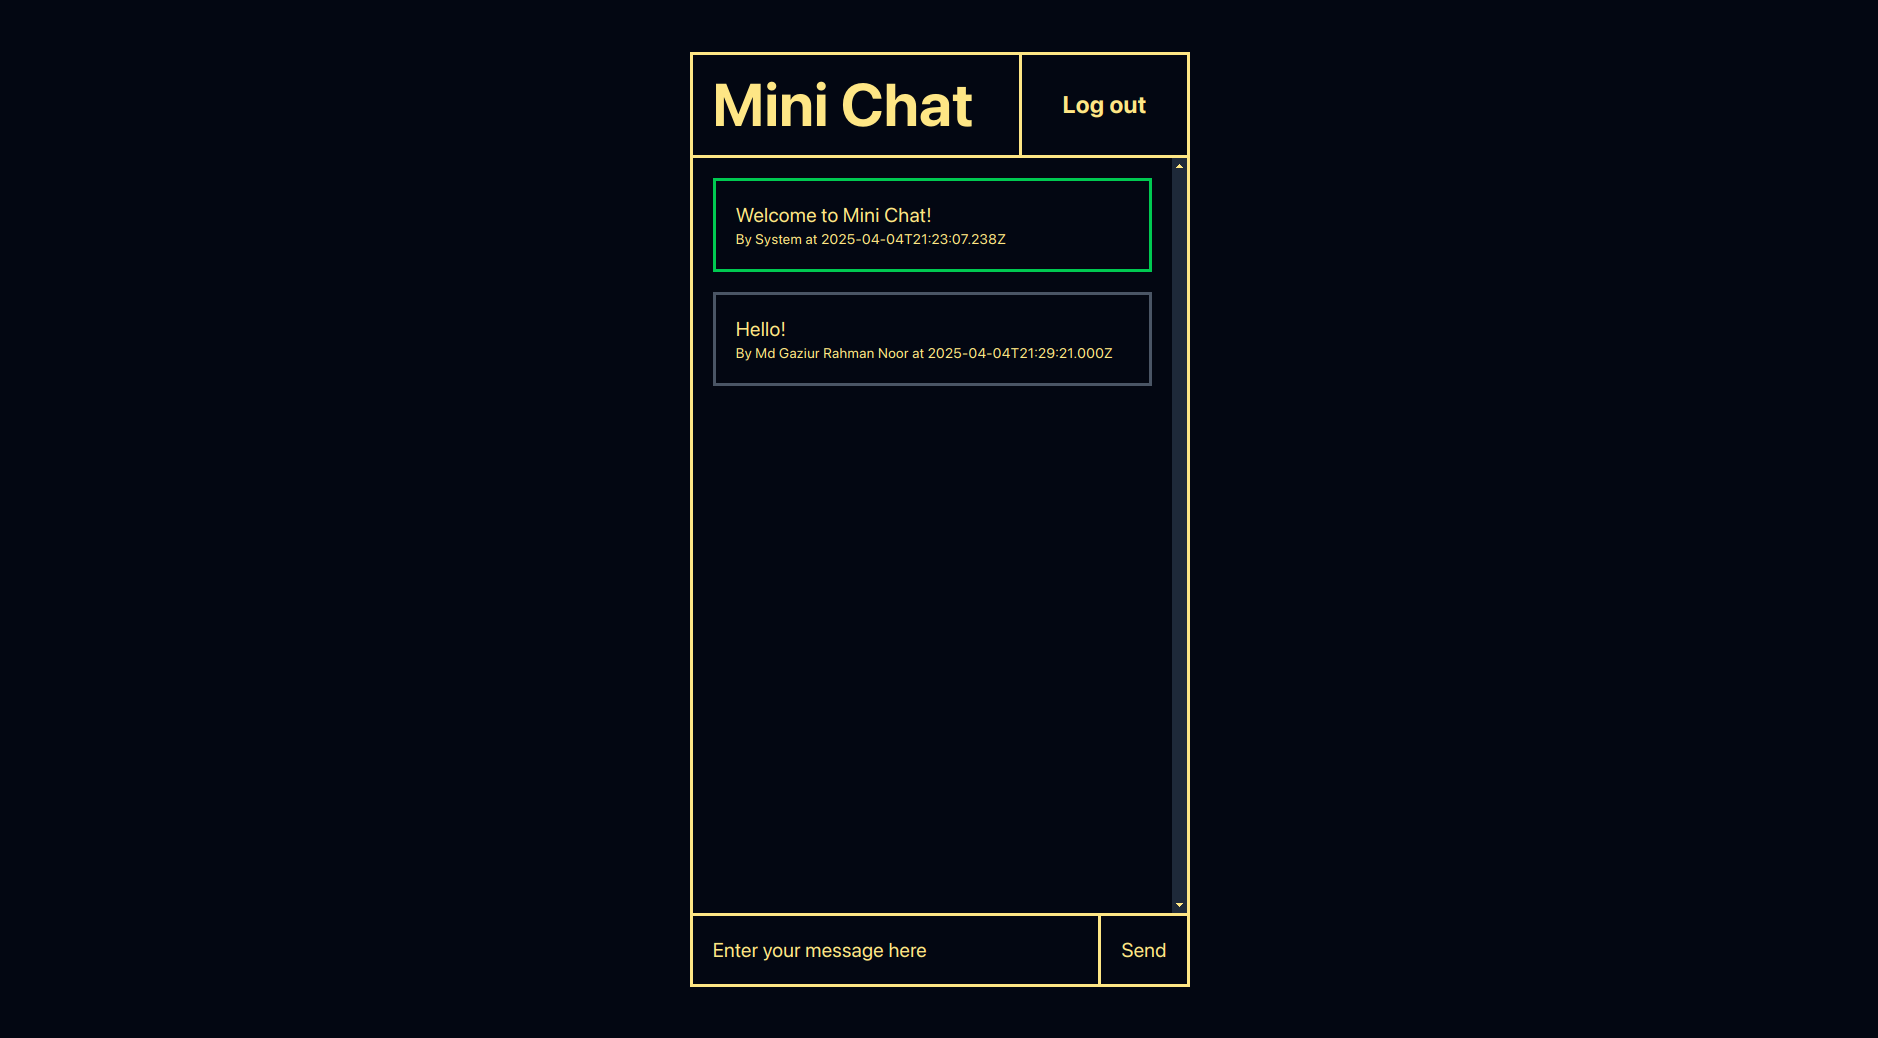 Mini Chat
Log out
Welcome to Mini Chat!
By System at 2025-04-04T21:23:07.238Z
Hello!
By Md Gaziur Rahman Noor at 2025-04-04T21:29:21.000Z
Enter your message here
Send